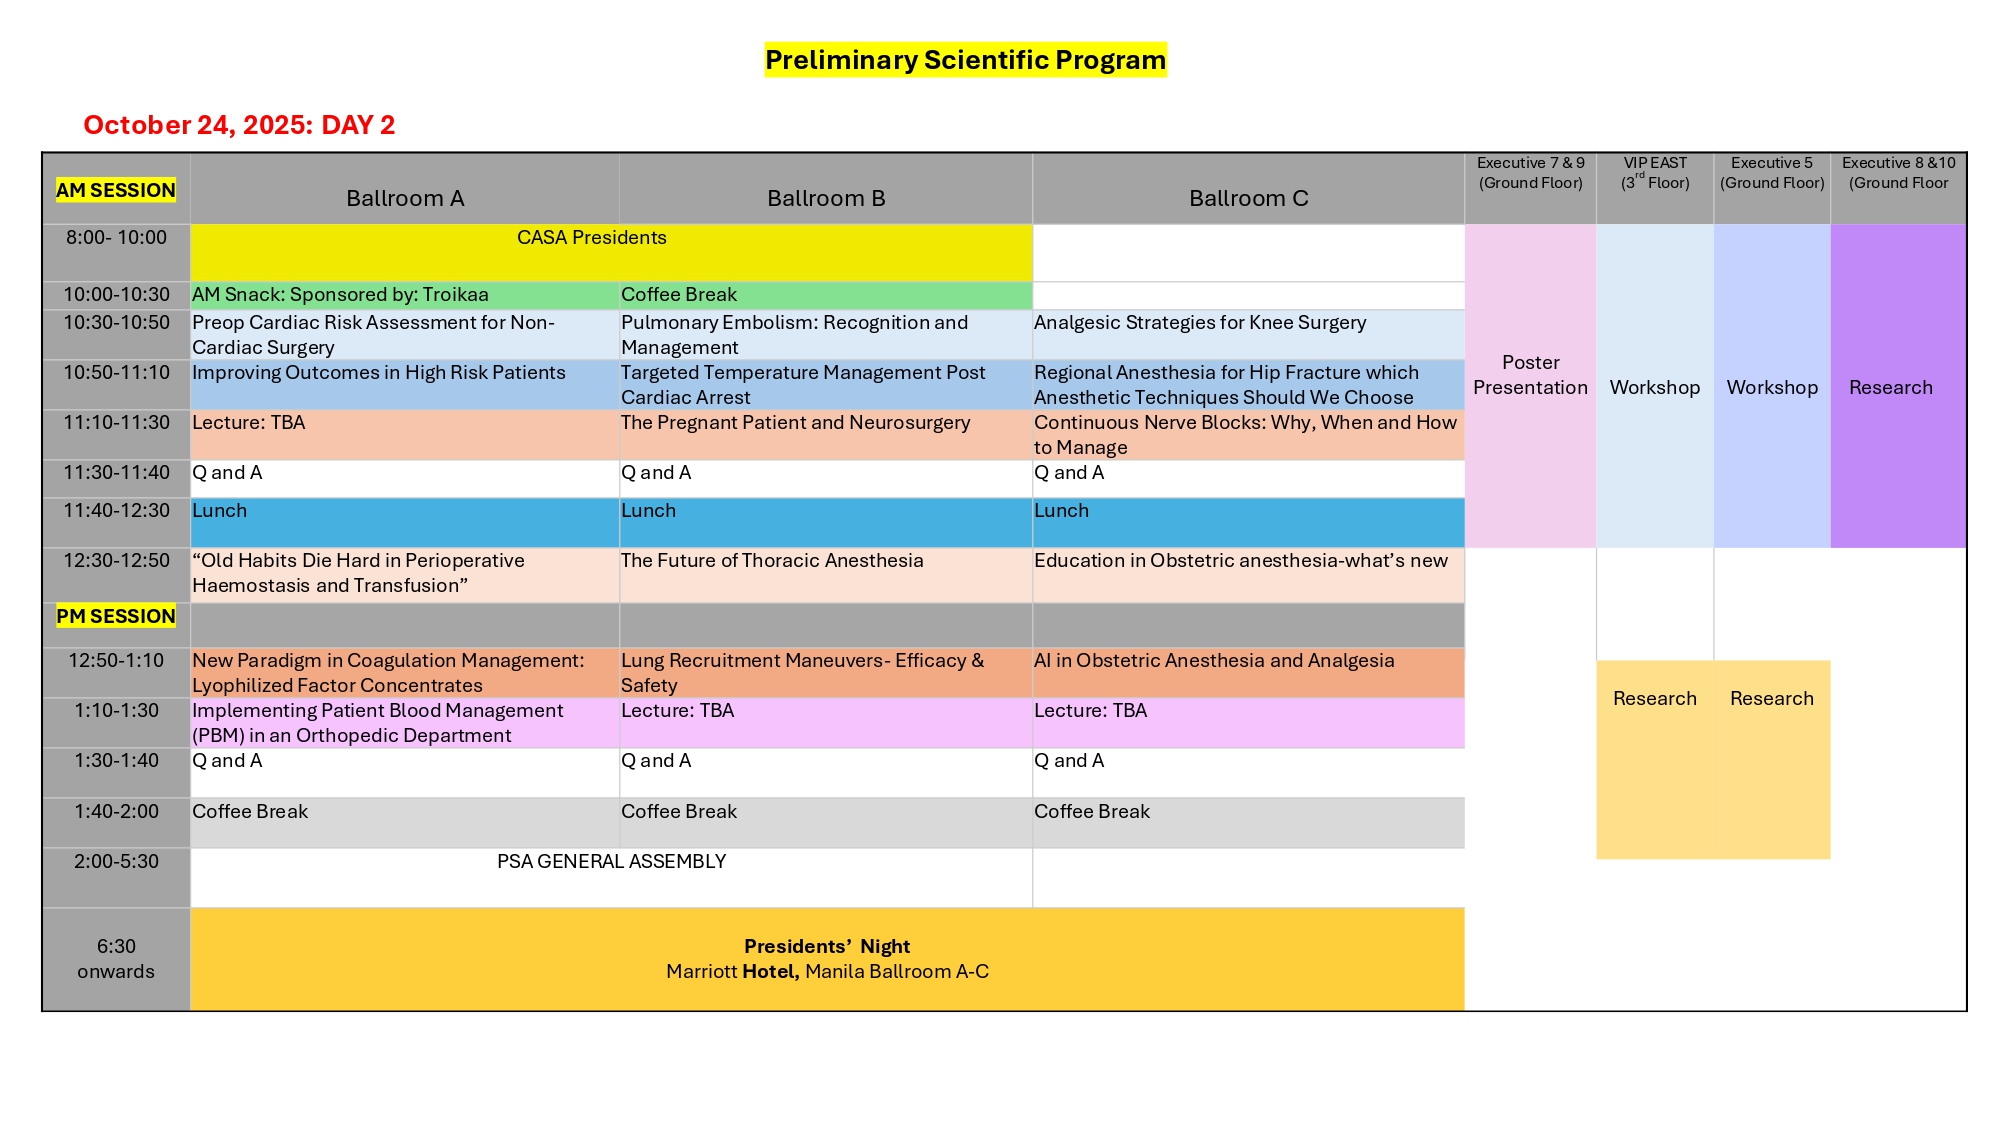 Preliminary Scientific Program
October 24, 2025: DAY 2
AM SESSION
Ballroom A
Ballroom B
Ballroom C
Executive 7 & 9
(Ground Floor)
VIP EAST
(3rd Floor)
Executive 5
(Ground Floor)
Executive 8 &10
(Ground Floor
8:00- 10:00
CASA Presidents
10:00-10:30
AM Snack: Sponsored by: Troikaa
Coffee Break
10:30-10:50
Preop Cardiac Risk Assessment for Non-
Cardiac Surgery
Pulmonary Embolism: Recognition and
Management
Analgesic Strategies for Knee Surgery
Poster
Presentation
Workshop
Workshop
Research
10:50-11:10
Improving Outcomes in High Risk Patients
Targeted Temperature Management Post
Cardiac Arrest
Regional Anesthesia for Hip Fracture which
Anesthetic Techniques Should We Choose
11:10-11:30
Lecture: TBA
The Pregnant Patient and Neurosurgery
Continuous Nerve Blocks: Why, When and How
to Manage
11:30-11:40
Q and A
Q and A
Q and A
11:40-12:30
Lunch
Lunch
Lunch
12:30-12:50
“Old Habits Die Hard in Perioperative
Haemostasis and Transfusion”
The Future of Thoracic Anesthesia
Education in Obstetric anesthesia-what’s new
PM SESSION
12:50-1:10
New Paradigm in Coagulation Management:
Lyophilized Factor Concentrates
Lung Recruitment Maneuvers- Efficacy &
Safety
AI in Obstetric Anesthesia and Analgesia
Research
Research
1:10-1:30
Implementing Patient Blood Management
(PBM) in an Orthopedic Department
Lecture: TBA
Lecture: TBA
1:30-1:40
Q and A
Q and A
Q and A
1:40-2:00
Coffee Break
Coffee Break
Coffee Break
2:00-5:30
PSA GENERAL ASSEMBLY
6:30
onwards
Presidents’ Night
Marriott Hotel, Manila Ballroom A-C